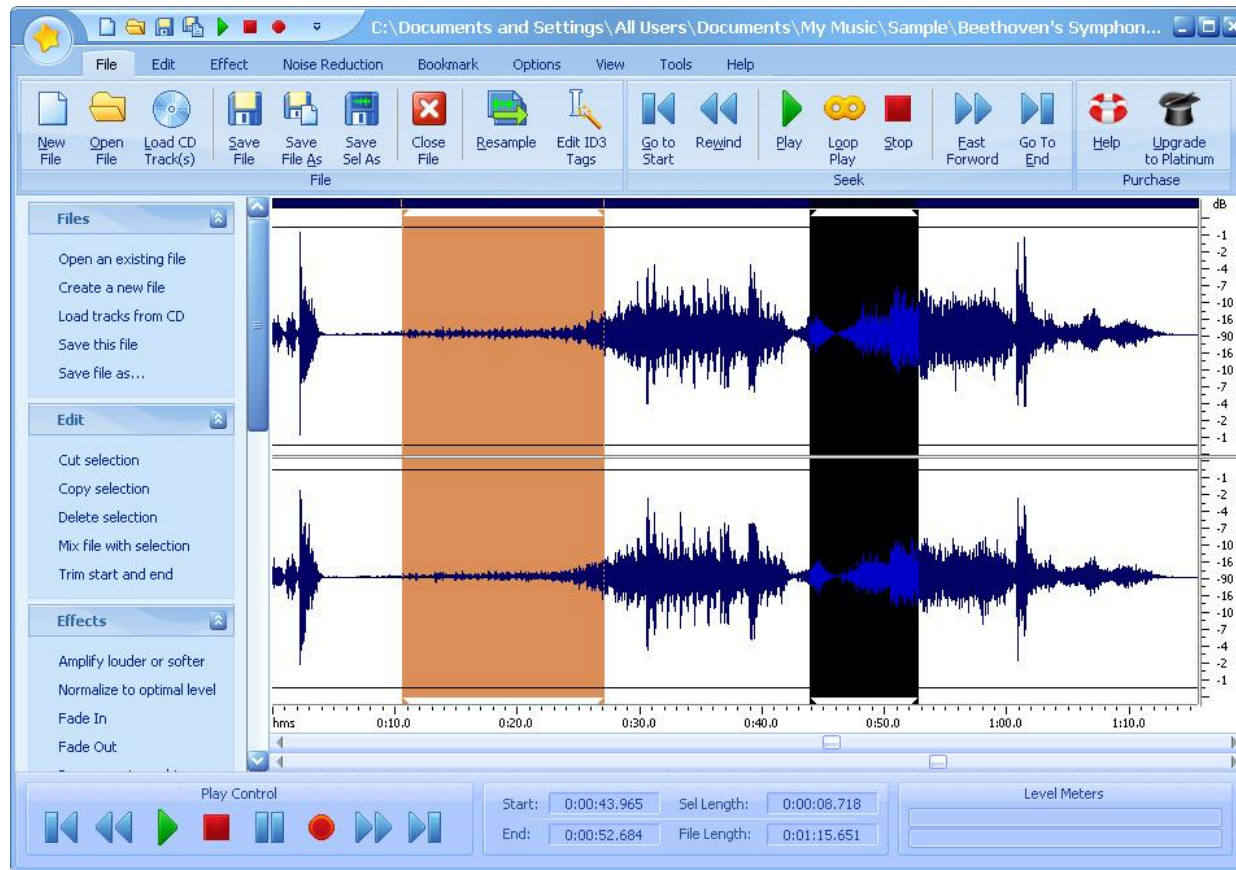 C:\Documents and Settings\All Users\Documents\My Music\Sample\Beethoven's Symphon...
File Edit Effect Noise Reduction Bookmark Options View Tools Help
New File
Open File
Load CD Track(s)
Save File
Save File As
Save Sel As
Close File
Resample
Edit ID3 Tags
Go to Start
Rewind
Play
Loop Play
Stop
Fast Forword
Go To End
Help
Upgrade to Platinum
File Seek Purchase
Files
Open an existing file
Create a new file
Load tracks from CD
Save this file
Save file as...
Edit
Cut selection
Copy selection
Delete selection
Mix file with selection
Trim start and end
Effects
Amplify louder or softer
Normalize to optimal level
Fade In
Fade Out
dB
-1
-2
-4
-7
-10
-16
-90
-16
-10
-7
-4
-2
-1
-1
-2
-4
-7
-10
-16
-90
-16
-10
-7
-4
-2
-1
hms 0:10.0 0:20.0 0:30.0 0:40.0 0:50.0 1:00.0 1:10.0
Play Control
Start: 0:00:43.965 Sel Length: 0:00:08.718
End: 0:00:52.684 File Length: 0:01:15.651
Level Meters